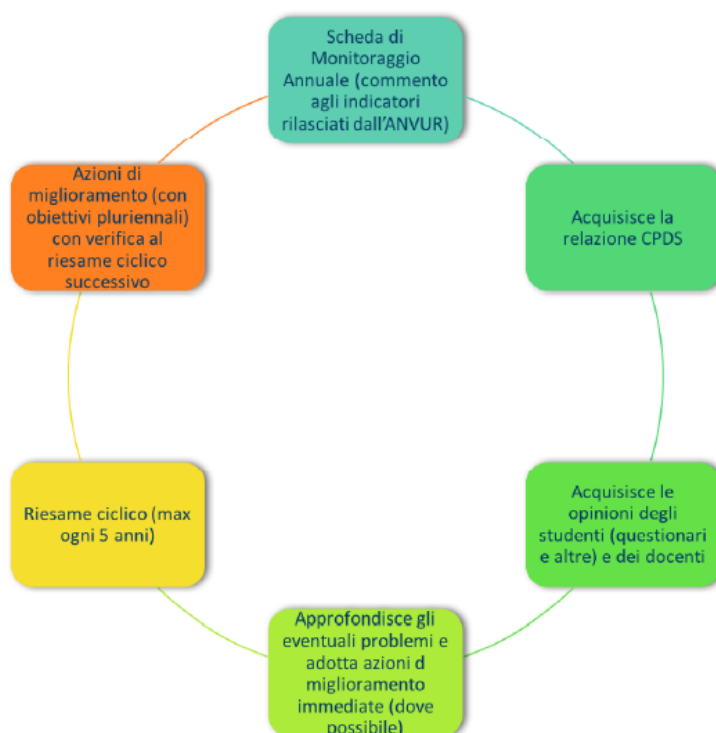 Scheda di
Monitoraggio
Annuale (commento
agli indicatori
rilasciati dall'ANVUR)
Acquisisce la
relazione CPDS
Acquisisce le
opinioni degli
studenti (questionari
e altre) e dei docenti
Approfondisce gli
eventuali problemi e
adotta azioni d
miglioramento
immediate (dove
possibile)
Riesame ciclico (max
ogni 5 anni)
Azioni di
miglioramento (con
obiettivi pluriennali)
con verifica al
riesame ciclico
successivo